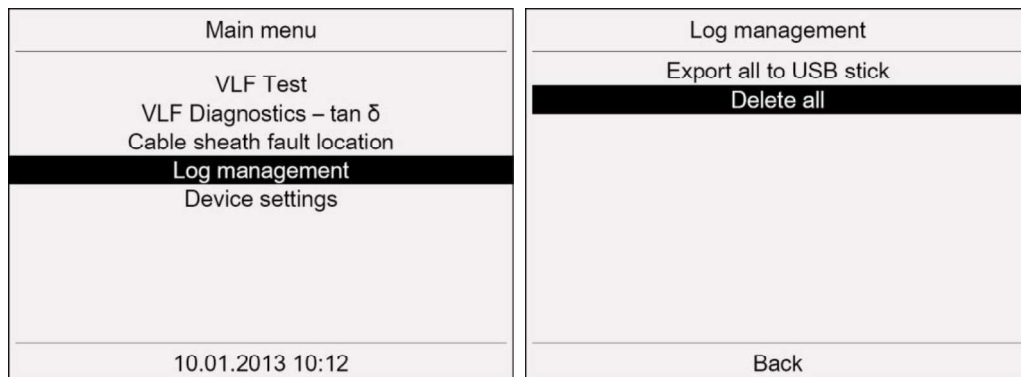 Main menu
VLF Test
VLF Diagnostics – tan δ
Cable sheath fault location
Log management
Device settings
10.01.2013 10:12
Log management
Export all to USB stick
Delete all
Back